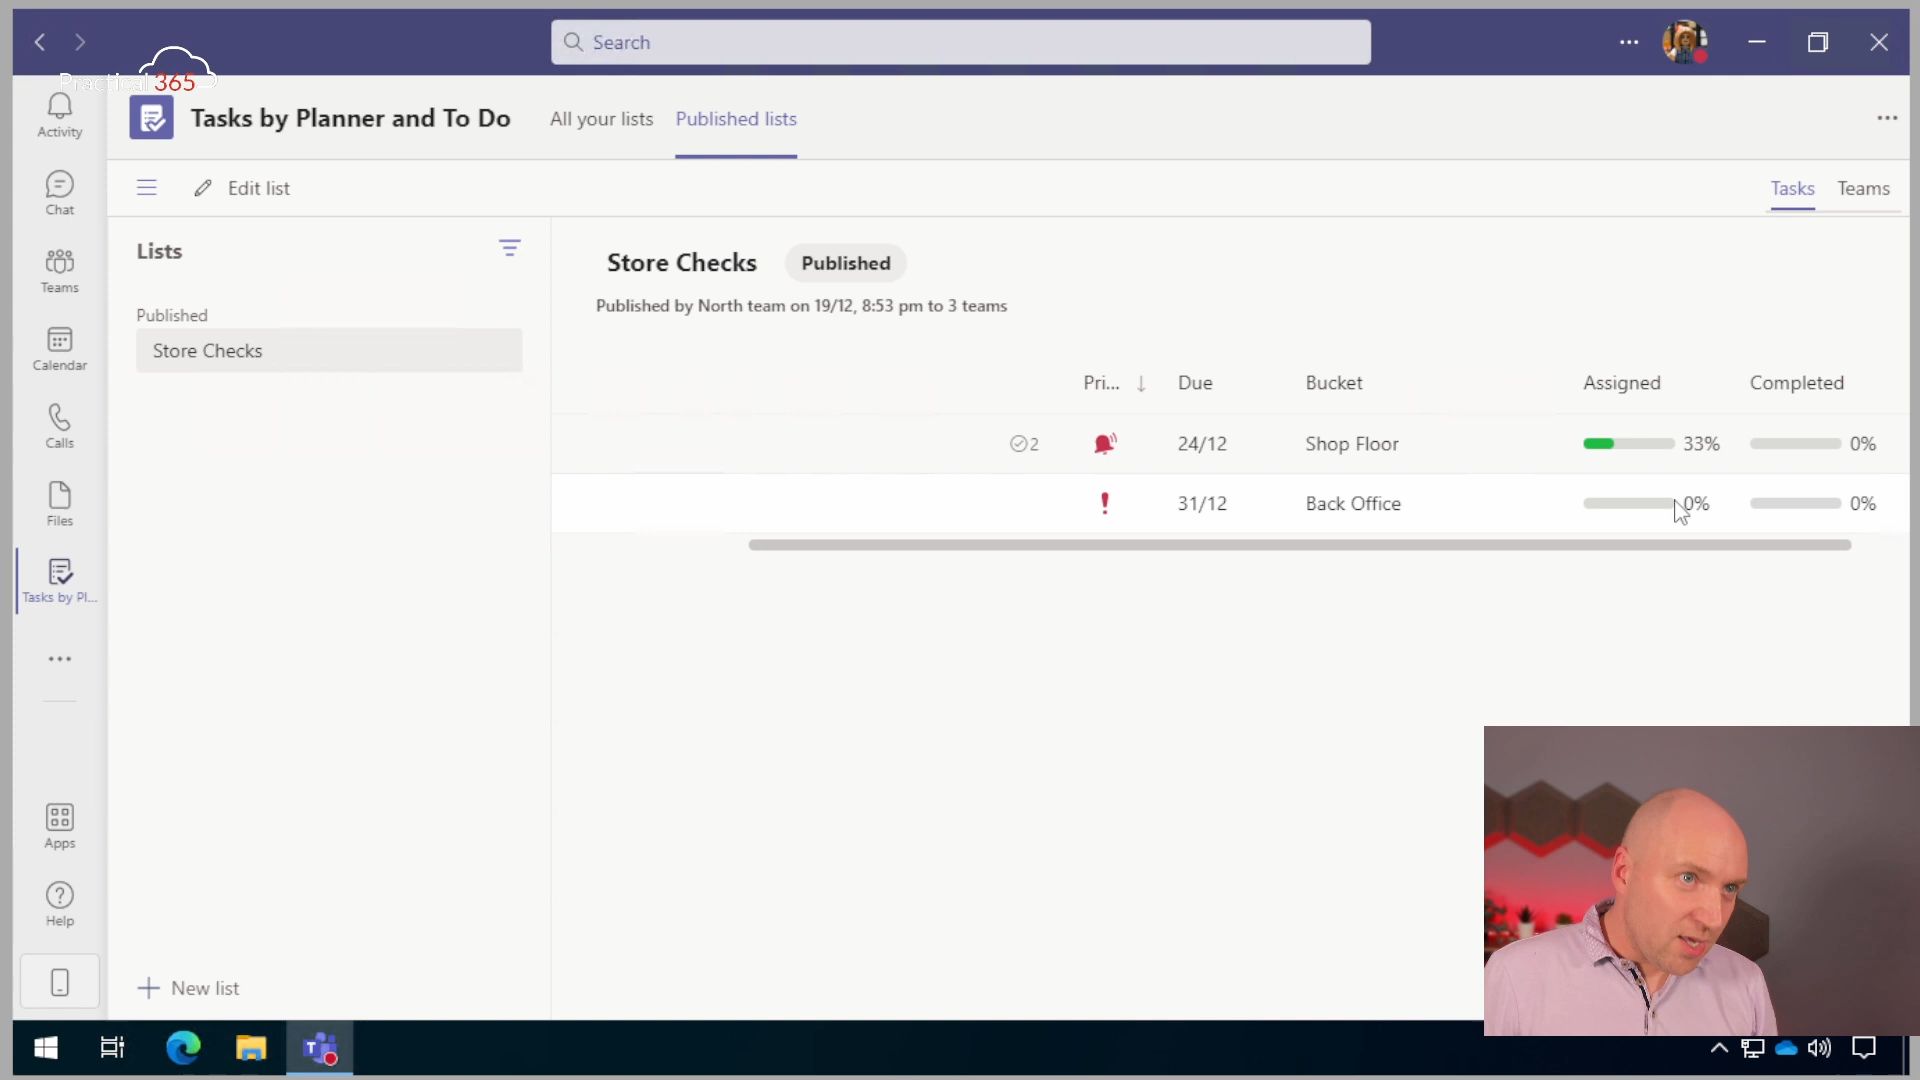 Search
Practical 365
Tasks by Planner and To Do
All your lists
Published lists
Edit list
Tasks
Teams
Activity
Chat
Teams
Calendar
Calls
Files
Tasks by Pl...
Apps
Help
Lists
Published
Store Checks
New list
Store Checks
Published
Published by North team on 19/12, 8:53 pm to 3 teams
Pri... Due Bucket Assigned Completed
2 24/12 Shop Floor 33% 0%
31/12 Back Office 0% 0%